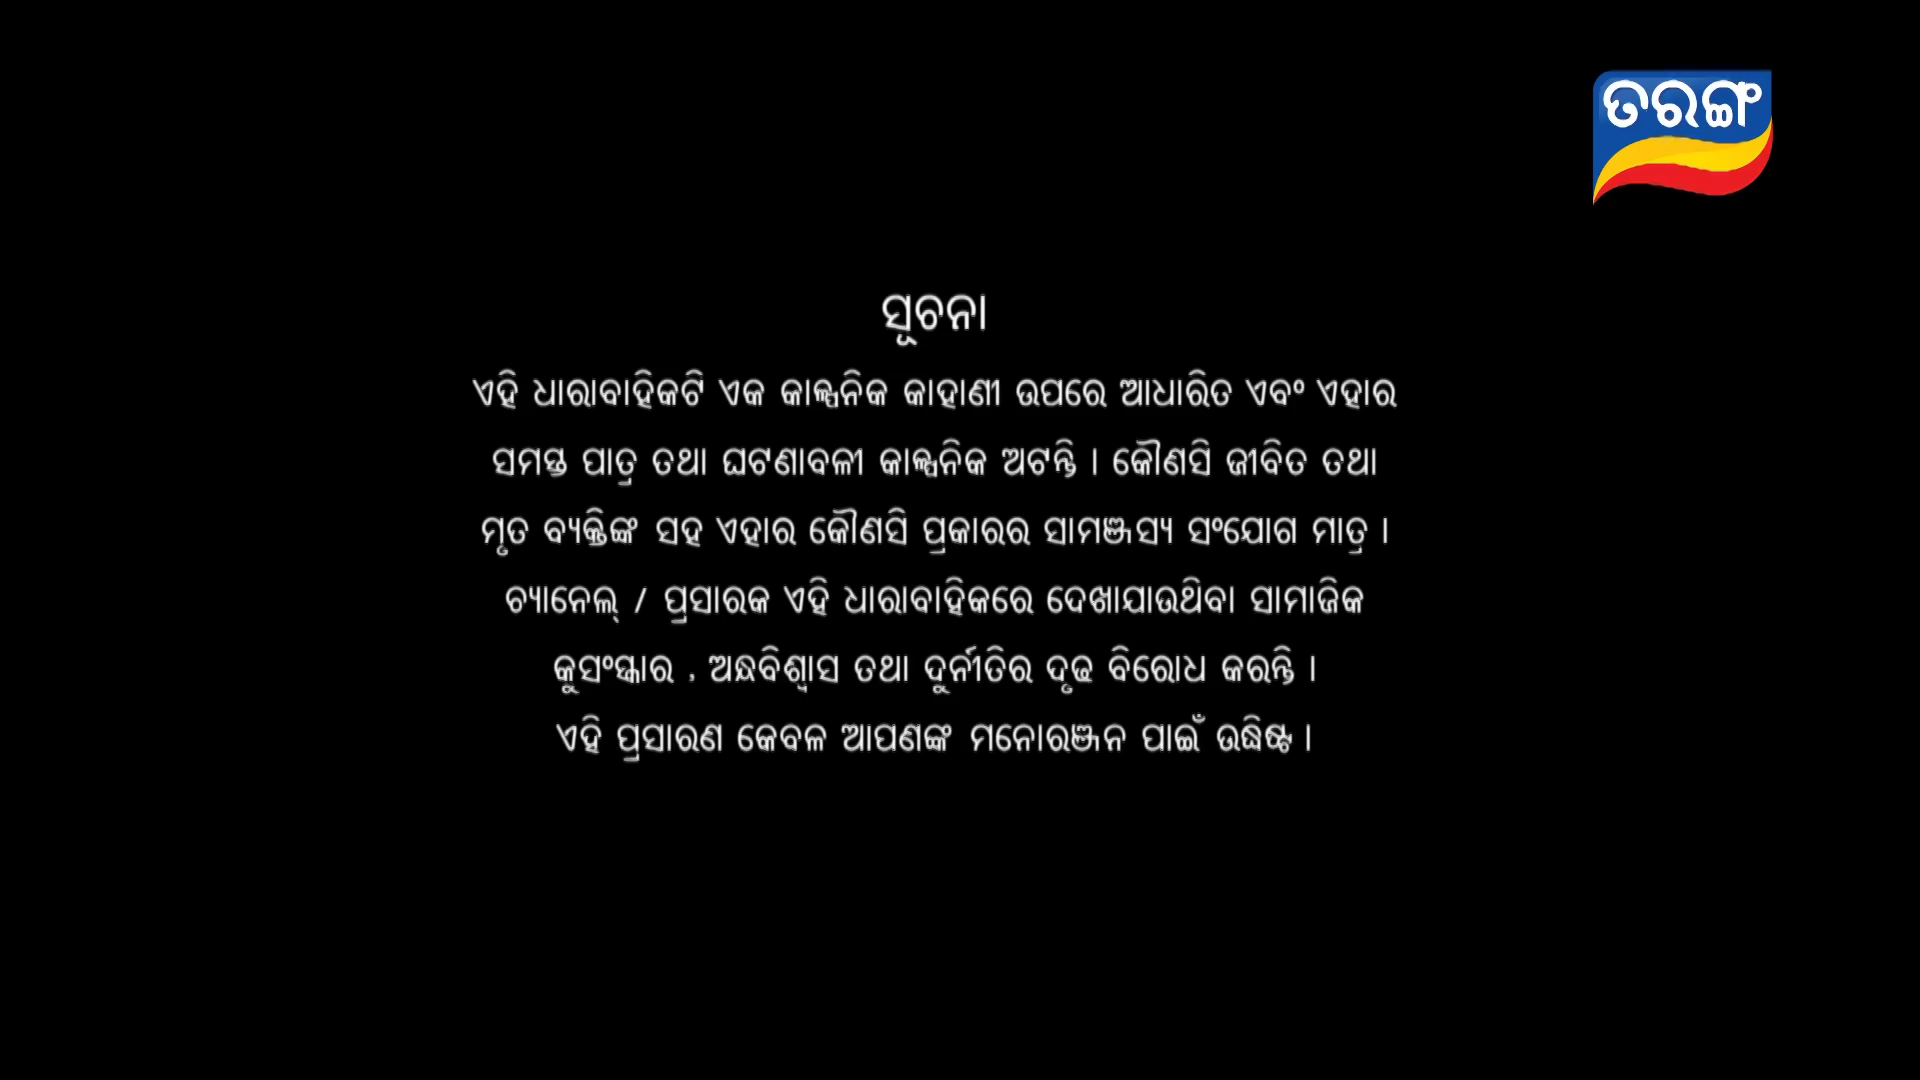 ତରଙ୍ଗ
ସୂଚନା
ଏହି ଧାରାବାହିକଟି ଏକ କାଳ୍ପନିକ କାହାଣୀ ଉପରେ ଆଧାରିତ ଏବଂ ଏହାର
ସମସ୍ତ ପାତ୍ର ତଥା ଘଟଣାବଳୀ କାଳ୍ପନିକ ଅଟନ୍ତି । କୌଣସି ଜୀବିତ ତଥା
ମୃତ ବ୍ୟକ୍ତିଙ୍କ ସହ ଏହାର କୌଣସି ପ୍ରକାରର ସାମଞ୍ଜସ୍ୟ ସଂଯୋଗ ମାତ୍ର ।
ଚ୍ୟାନେଲ୍ / ପ୍ରସାରକ ଏହି ଧାରାବାହିକରେ ଦେଖାଯାଉଥିବା ସାମାଜିକ
କୁସଂସ୍କାର , ଅନ୍ଧବିଶ୍ୱାସ ତଥା ଦୁର୍ନୀତିର ଦୃଢ ବିରୋଧ କରନ୍ତି ।
ଏହି ପ୍ରସାରଣ କେବଳ ଆପଣଙ୍କ ମନୋରଞ୍ଜନ ପାଇଁ ଉଦ୍ଧିଷ୍ଟ ।